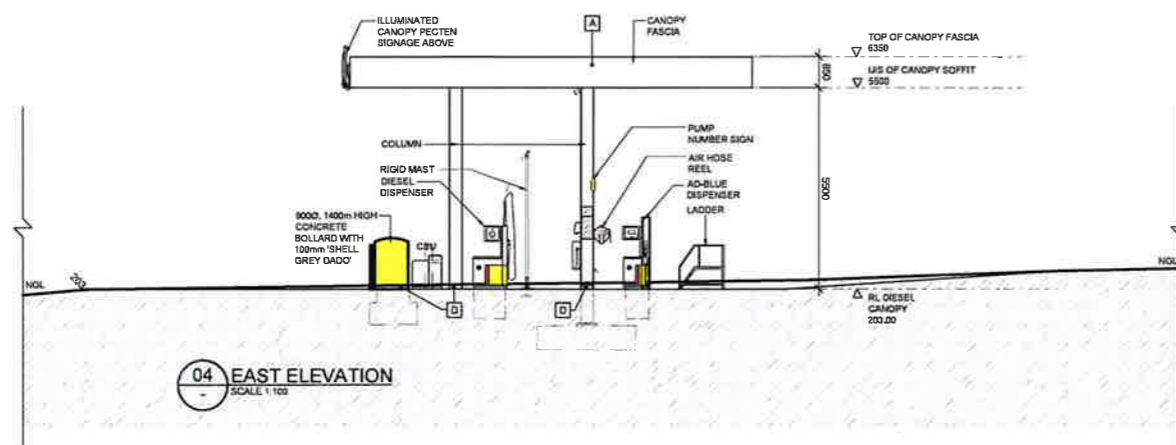 ILLUMINATED
CANOPY PECTEN
SIGNAGE ABOVE
A
CANOPY
FASCIA
TOP OF CANOPY FASCIA
6350
U/S OF CANOPY SOFFIT
5500
850
5500
COLUMN
PUMP
NUMBER SIGN
RIGID MAST
DIESEL
DISPENSER
AIR HOSE
REEL
AD-BLUE
DISPENSER
LADDER
900Ø, 1400m HIGH
CONCRETE
BOLLARD WITH
100mm 'SHELL
GREY DADO'
NGL
203
NGL
D
D
RL DIESEL
CANOPY
203.00
04
EAST ELEVATION
-
SCALE 1:100